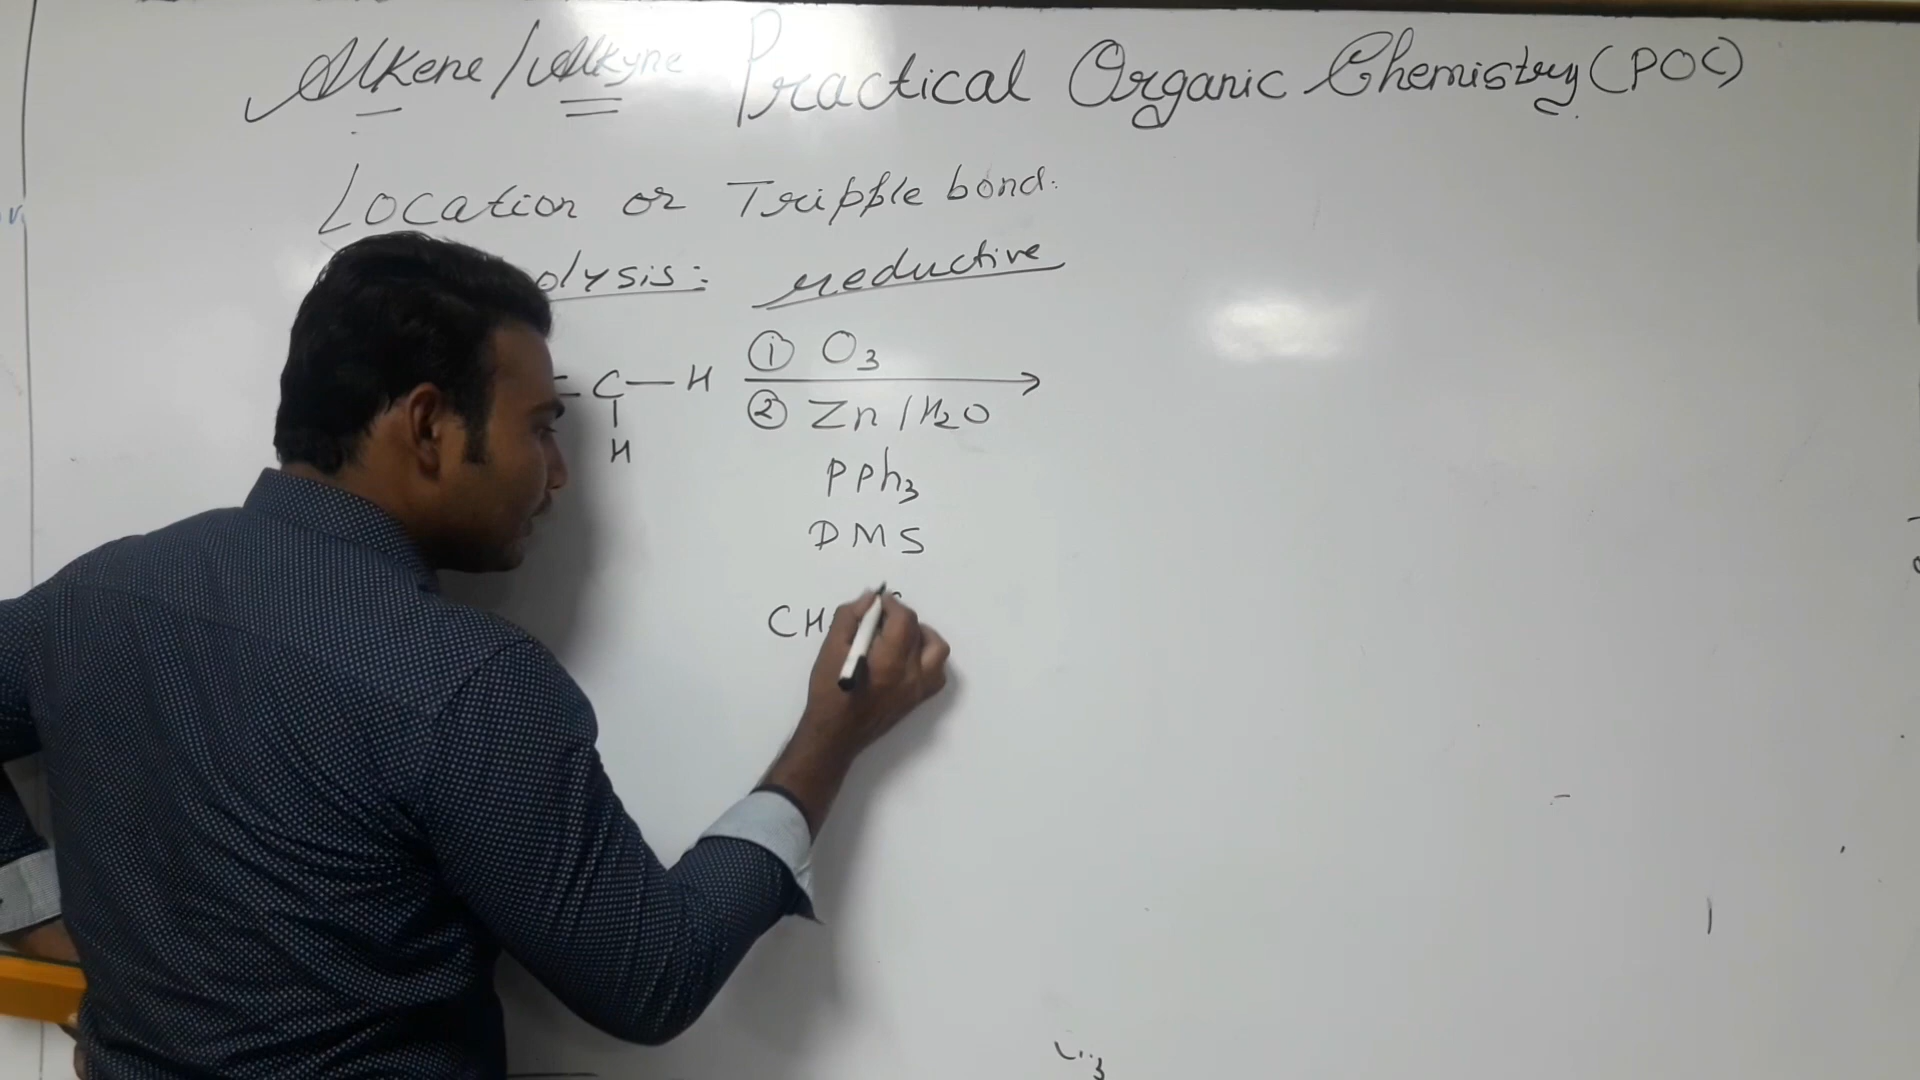 Alkene/Alkyne Practical Organic Chemistry (POC)
Location or Tripple bond.
olysis: reductive
① O3
= C — H
② Zn/H2O
H
pph3
DMS
CH